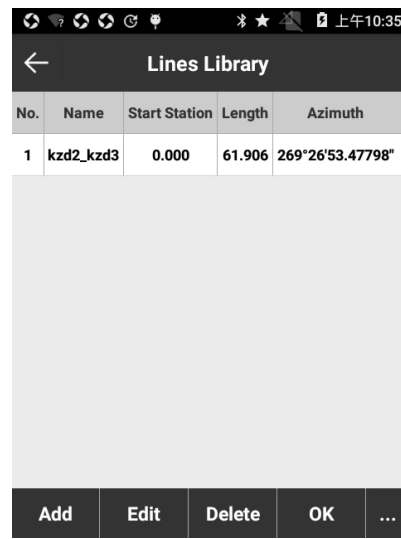 上午10:35
Lines Library
No. Name Start Station Length Azimuth
1 kzd2_kzd3 0.000 61.906 269°26'53.47798"
Add Edit Delete OK ...